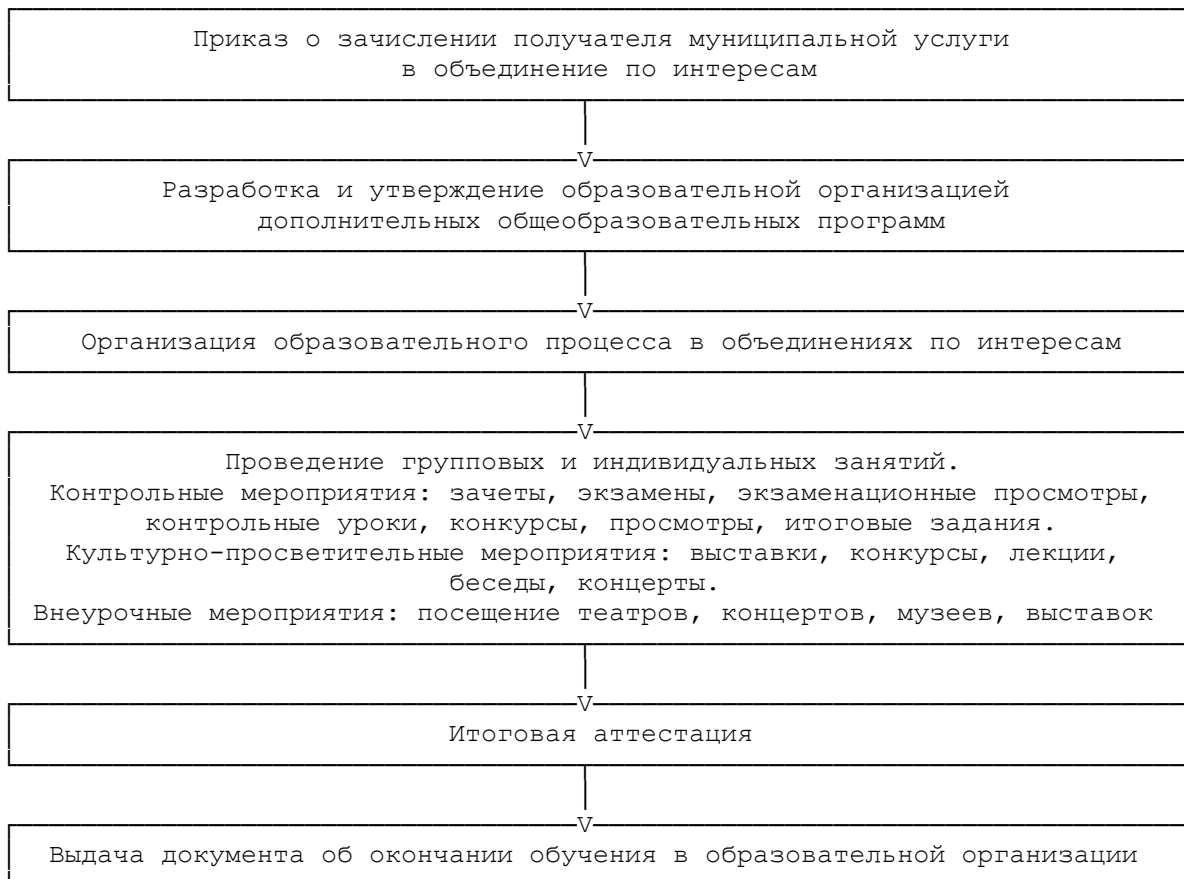 Приказ о зачислении получателя муниципальной услуги
в объединение по интересам
Разработка и утверждение образовательной организацией
дополнительных общеобразовательных программ
Организация образовательного процесса в объединениях по интересам
Проведение групповых и индивидуальных занятий.
Контрольные мероприятия: зачеты, экзамены, экзаменационные просмотры,
контрольные уроки, конкурсы, просмотры, итоговые задания.
Культурно-просветительные мероприятия: выставки, конкурсы, лекции,
беседы, концерты.
Внеурочные мероприятия: посещение театров, концертов, музеев, выставок
Итоговая аттестация
Выдача документа об окончании обучения в образовательной организации